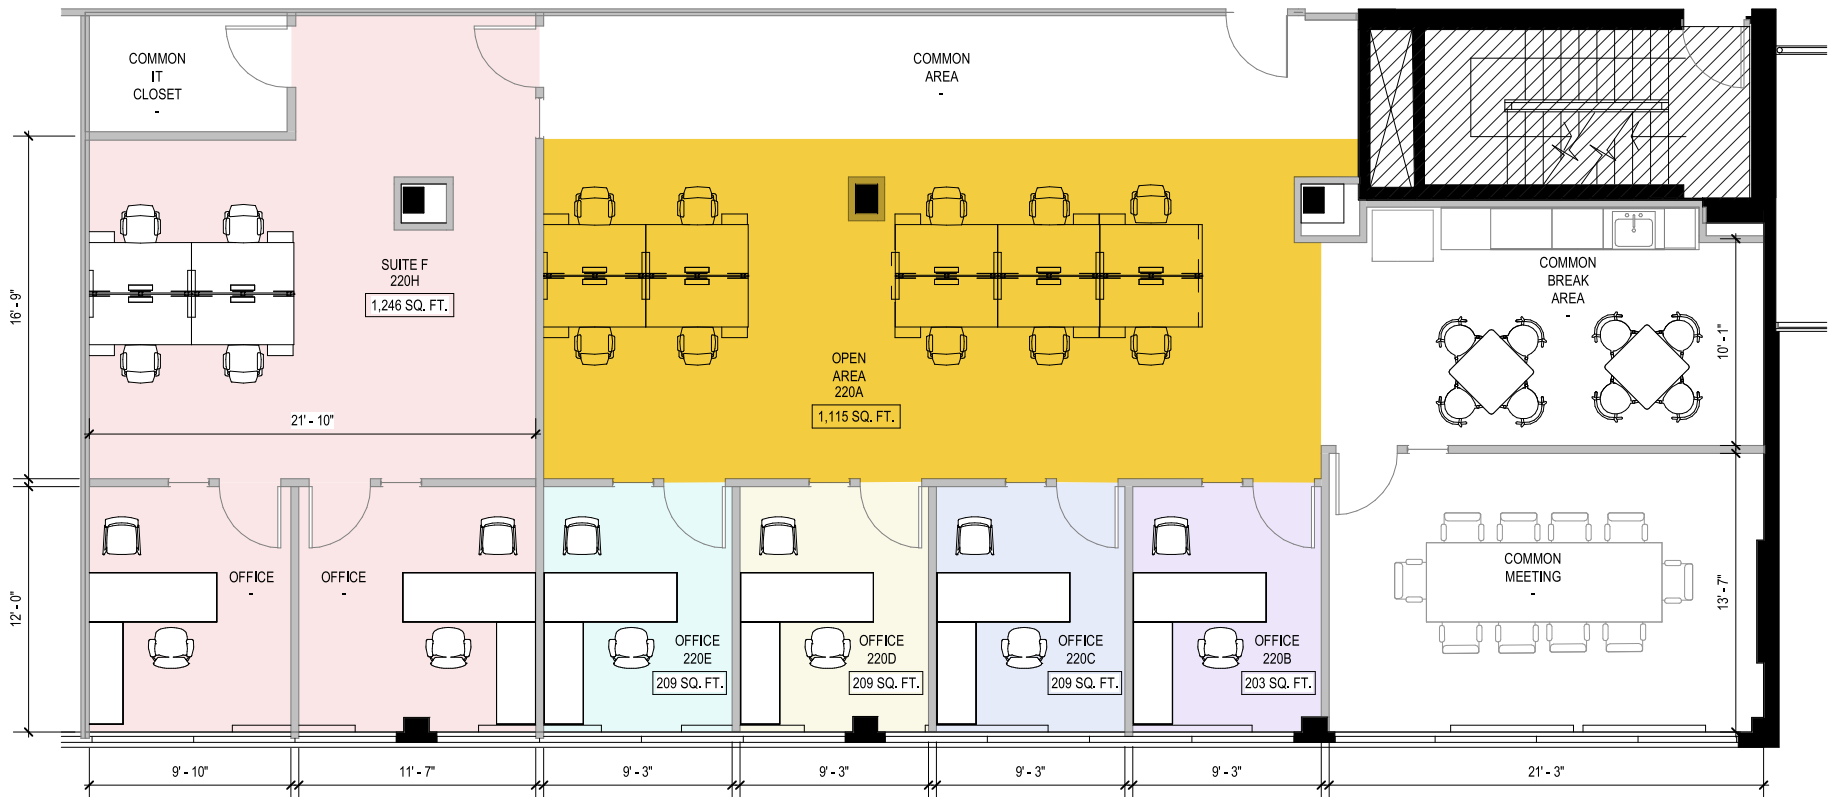 COMMON
IT
CLOSET
-
COMMON
AREA
-
SUITE F
220H
1,246 SQ. FT.
16' - 9"
21' - 10"
OPEN
AREA
220A
1,115 SQ. FT.
COMMON
BREAK
AREA
-
10' - 1"
12' - 0"
OFFICE
-
OFFICE
-
OFFICE
220E
209 SQ. FT.
OFFICE
220D
209 SQ. FT.
OFFICE
220C
209 SQ. FT.
OFFICE
220B
203 SQ. FT.
COMMON
MEETING
-
13' - 7"
9' - 10"
11' - 7"
9' - 3"
9' - 3"
9' - 3"
9' - 3"
21' - 3"